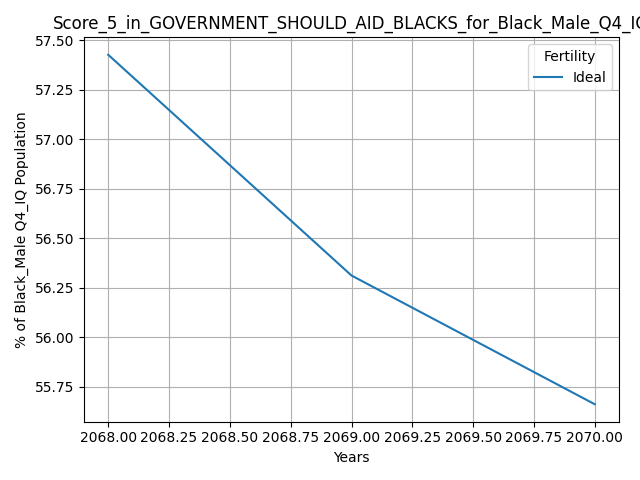 Score_5_in_GOVERNMENT_SHOULD_AID_BLACKS_for_Black_Male_Q4_IQ
57.50
57.25
57.00
56.75
56.50
56.25
56.00
55.75
% of Black_Male Q4_IQ Population
Fertility
Ideal
2068.00 2068.25 2068.50 2068.75 2069.00 2069.25 2069.50 2069.75 2070.00
Years